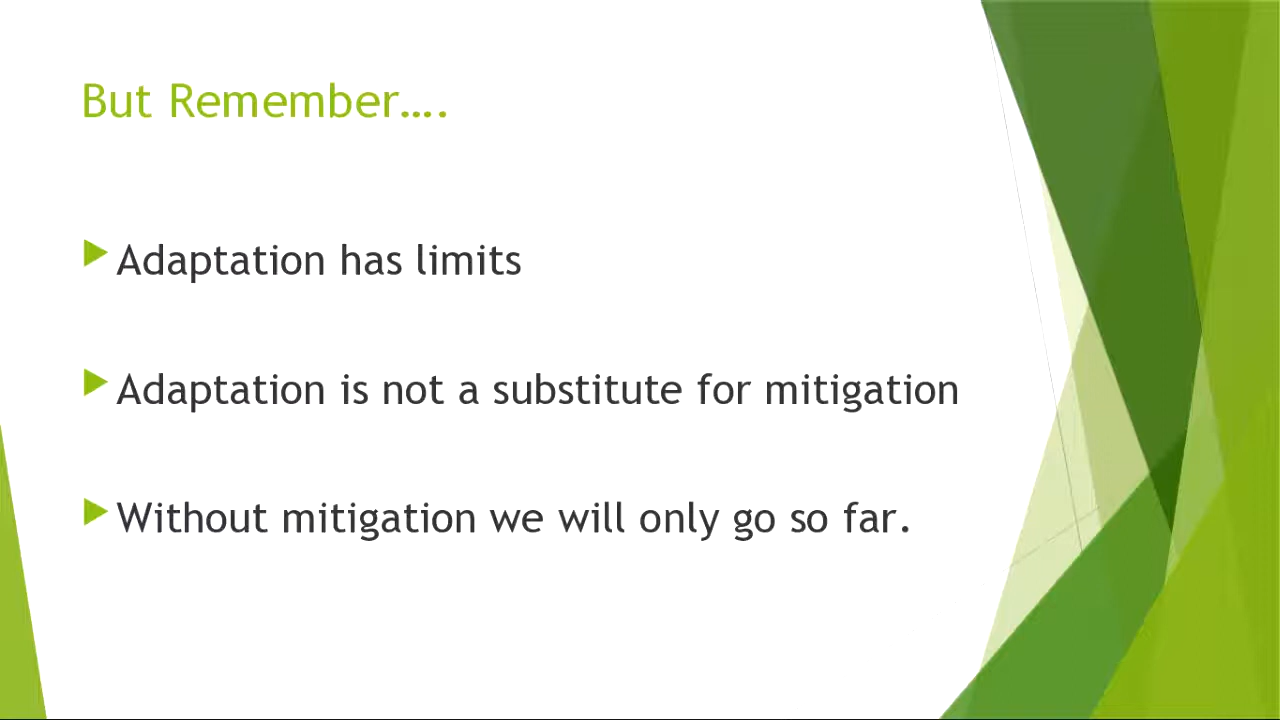 But Remember….
Adaptation has limits
Adaptation is not a substitute for mitigation
Without mitigation we will only go so far.